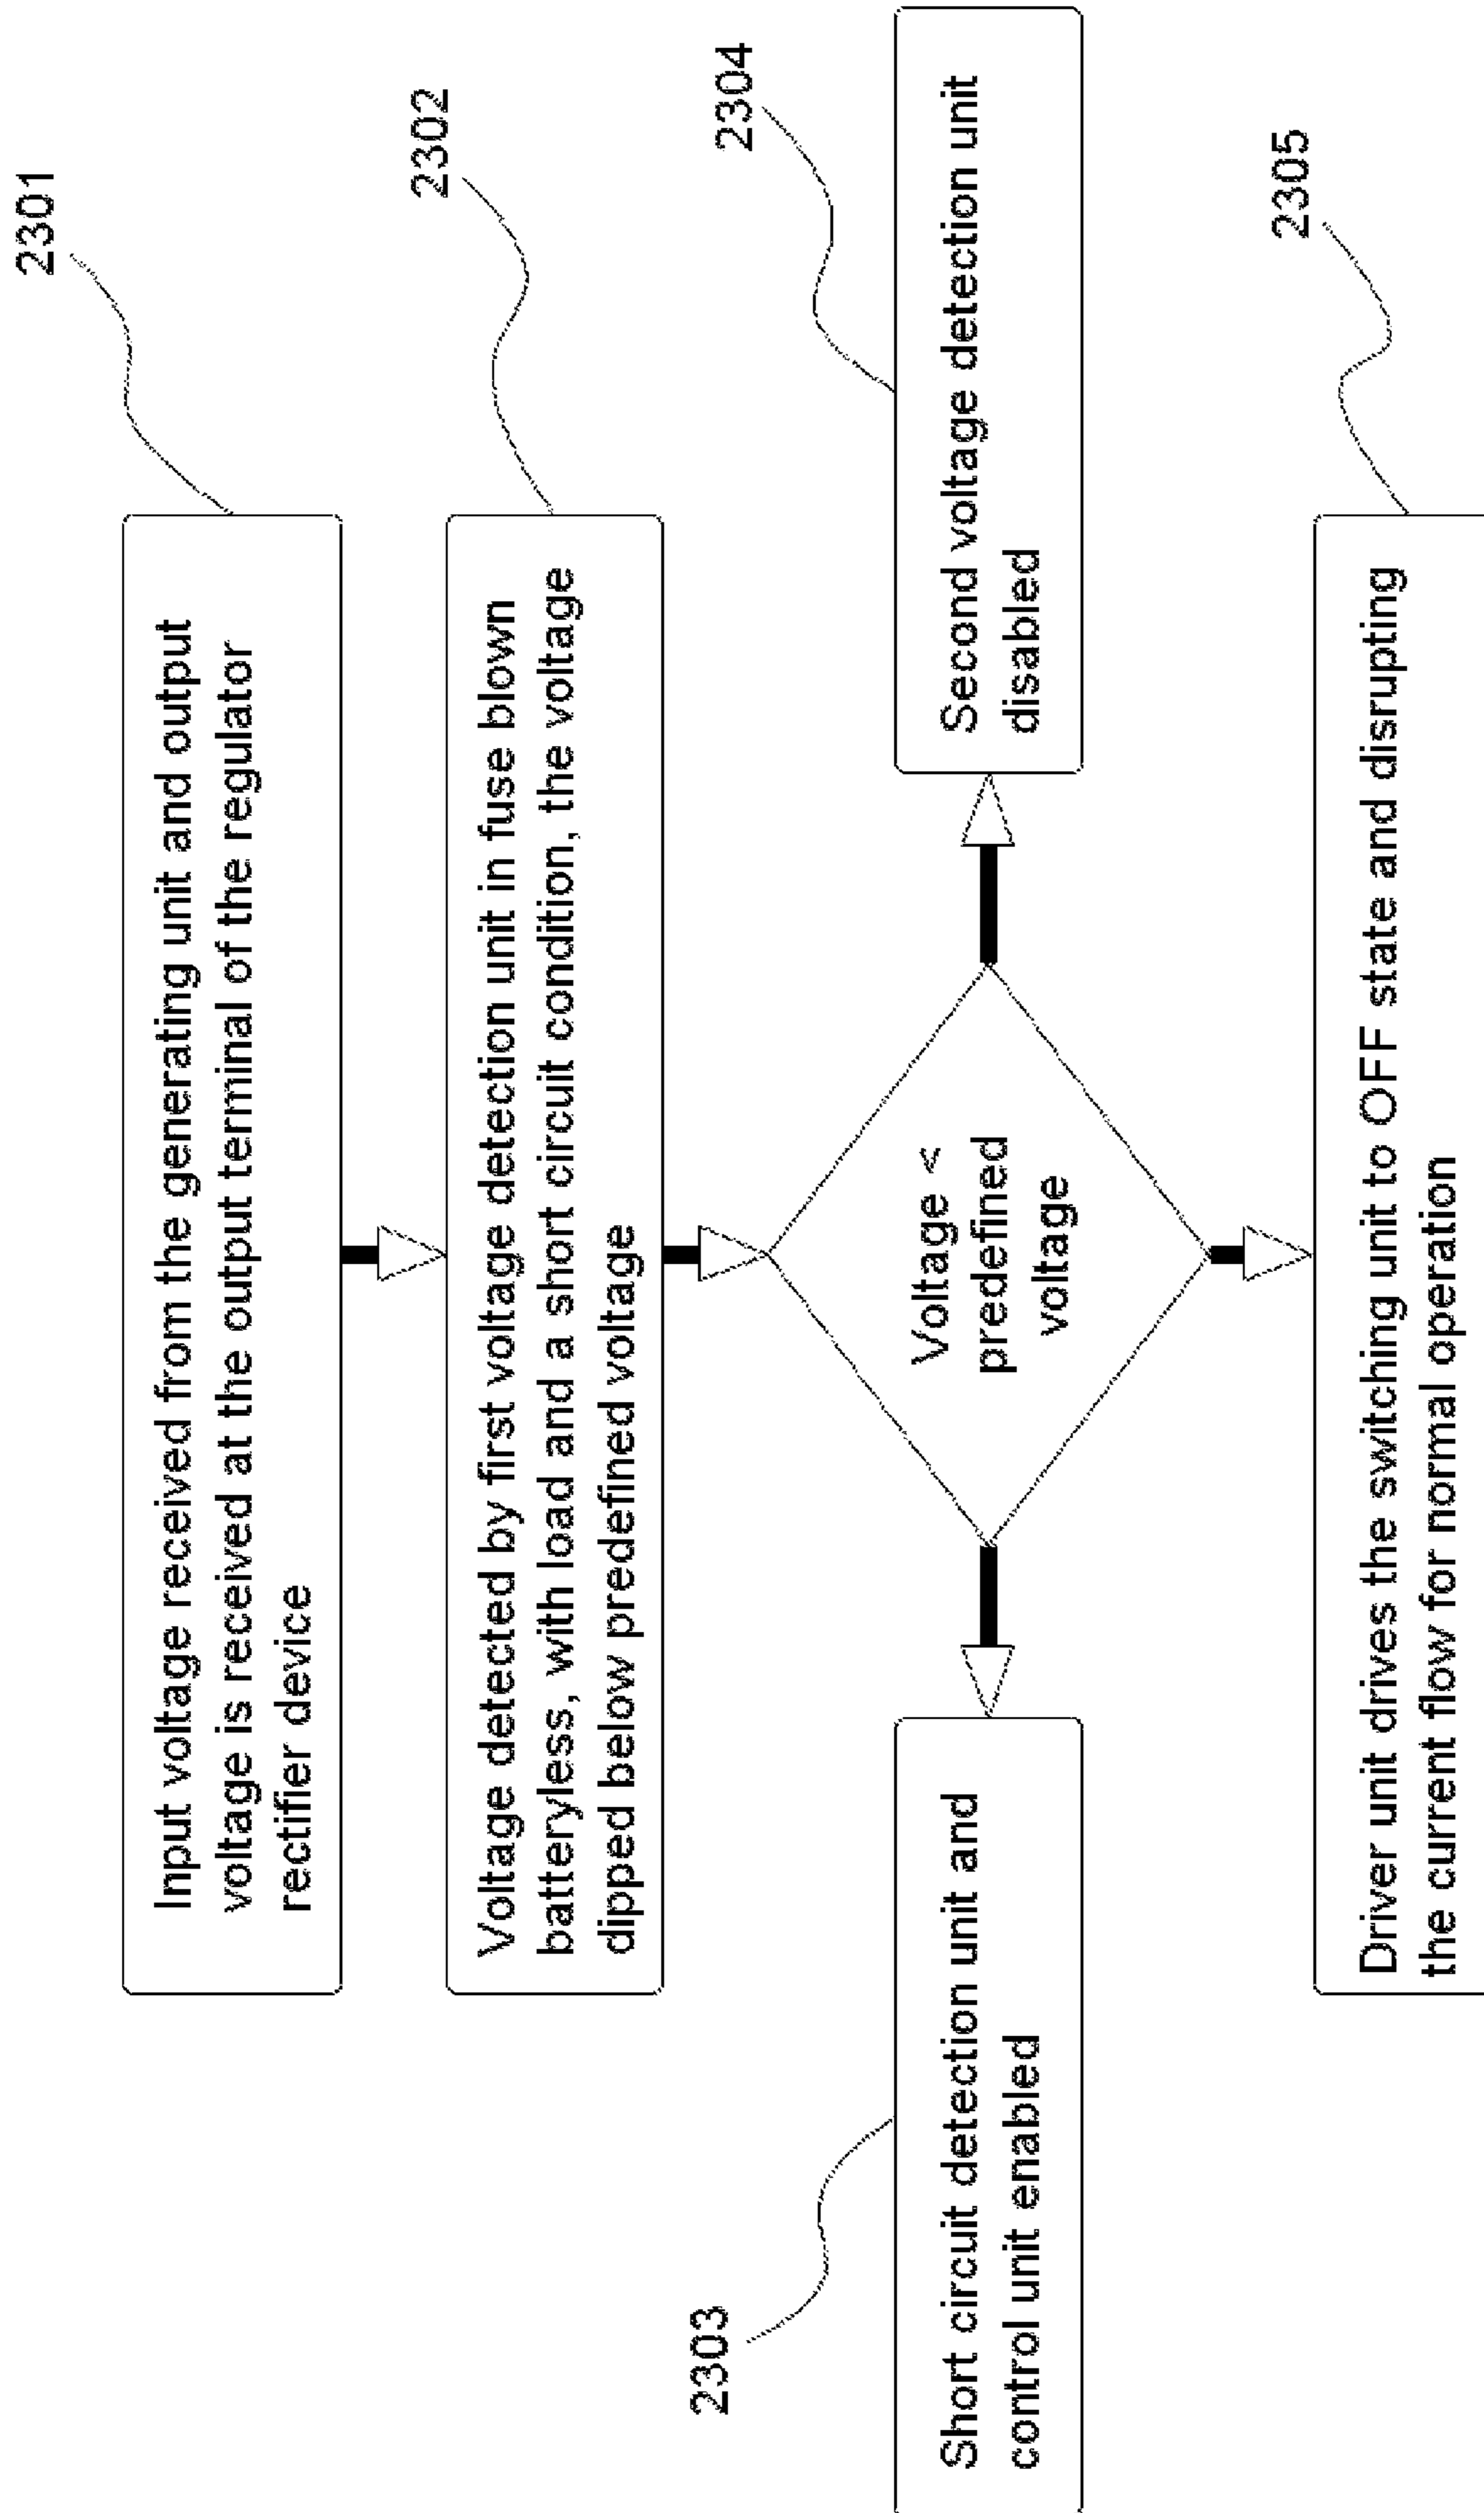 2301
Input voltage received from the generating unit and output
voltage is received at the output terminal of the regulator
rectifier device
2302
Voltage detected by first voltage detection unit in fuse blown
batteryless, with load and a short circuit condition, the voltage
dipped below predefined voltage
Voltage <
predefined
voltage
2303
Short circuit detection unit and
control unit enabled
2304
Second voltage detection unit
disabled
2305
Driver unit drives the switching unit to OFF state and disrupting
the current flow for normal operation